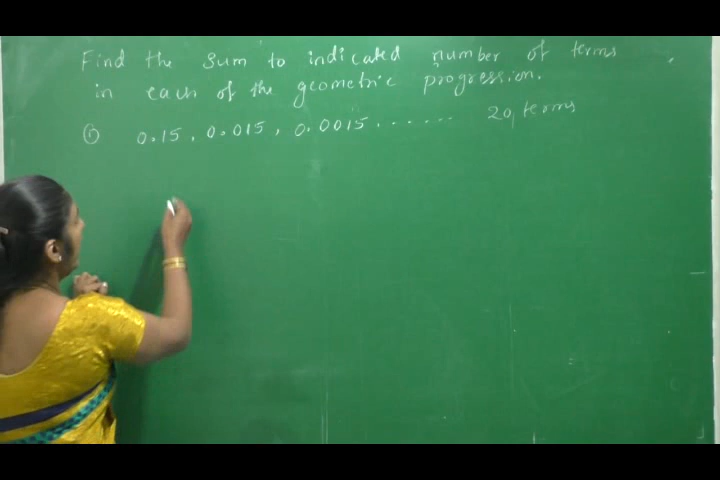 Find the sum to indicated number of terms
in each of the geometric progression.
① 0.15, 0.015, 0.0015 ...... 20, terms